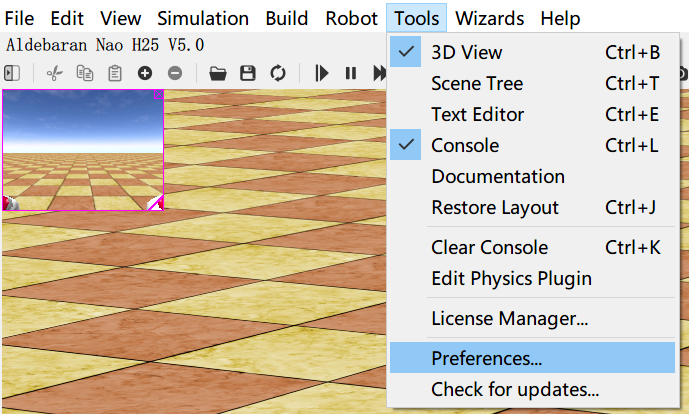 File Edit View Simulation Build Robot Tools Wizards Help
Aldebaran Nao H25 V5.0
3D View Ctrl+B
Scene Tree Ctrl+T
Text Editor Ctrl+E
Console Ctrl+L
Documentation
Restore Layout Ctrl+J
Clear Console Ctrl+K
Edit Physics Plugin
License Manager...
Preferences...
Check for updates...